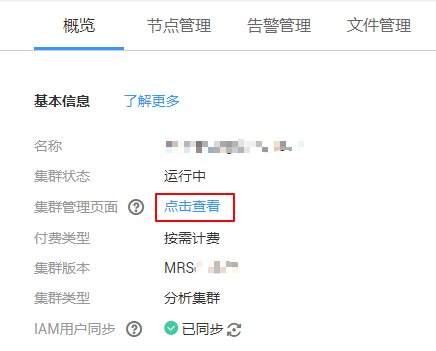 概览 节点管理 告警管理 文件管理
基本信息 了解更多
名称
集群状态 运行中
集群管理页面 点击查看
付费类型 按需计费
集群版本 MRS
集群类型 分析集群
IAM用户同步 已同步